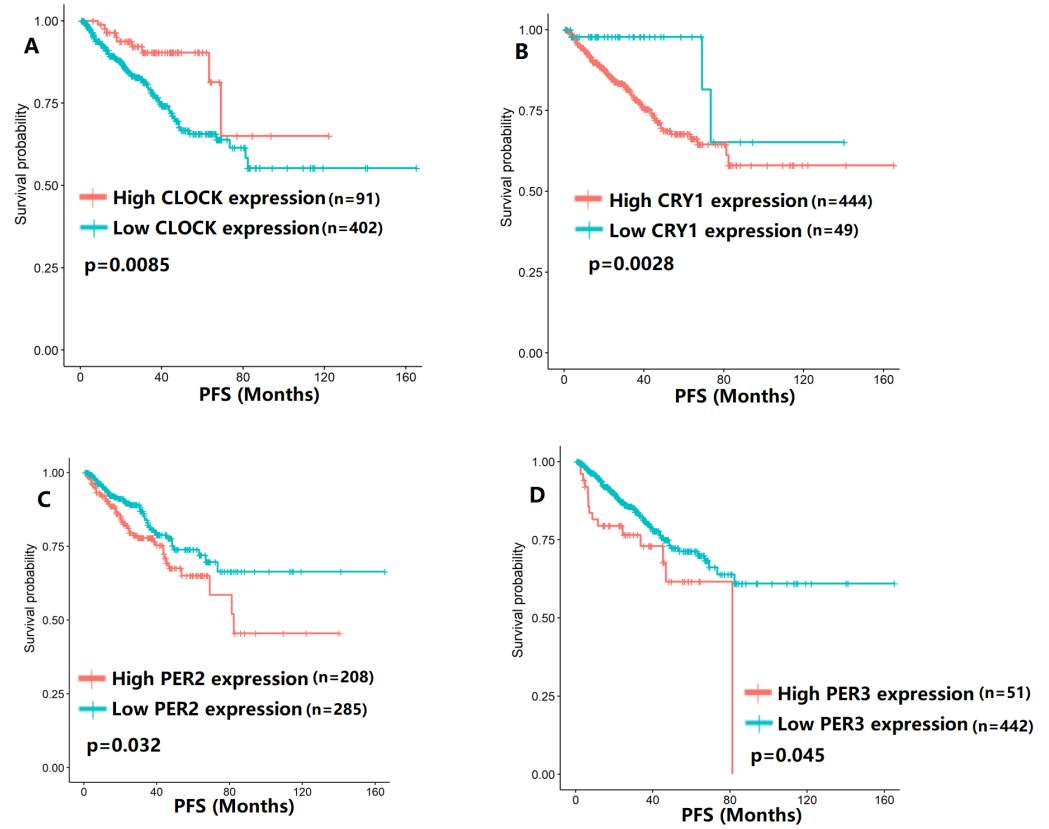 A
Survival probability
1.00
0.75
0.50
0.25
0.00
High CLOCK expression (n=91)
Low CLOCK expression (n=402)
p=0.0085
0 40 80 120 160
PFS (Months)
B
Survival probability
1.00
0.75
0.50
0.25
0.00
High CRY1 expression (n=444)
Low CRY1 expression (n=49)
p=0.0028
0 40 80 120 160
PFS (Months)
C
Survival probability
1.00
0.75
0.50
0.25
0.00
High PER2 expression (n=208)
Low PER2 expression (n=285)
p=0.032
0 40 80 120 160
PFS (Months)
D
Survival probability
1.00
0.75
0.50
0.25
0.00
High PER3 expression (n=51)
Low PER3 expression (n=442)
p=0.045
0 40 80 120 160
PFS (Months)